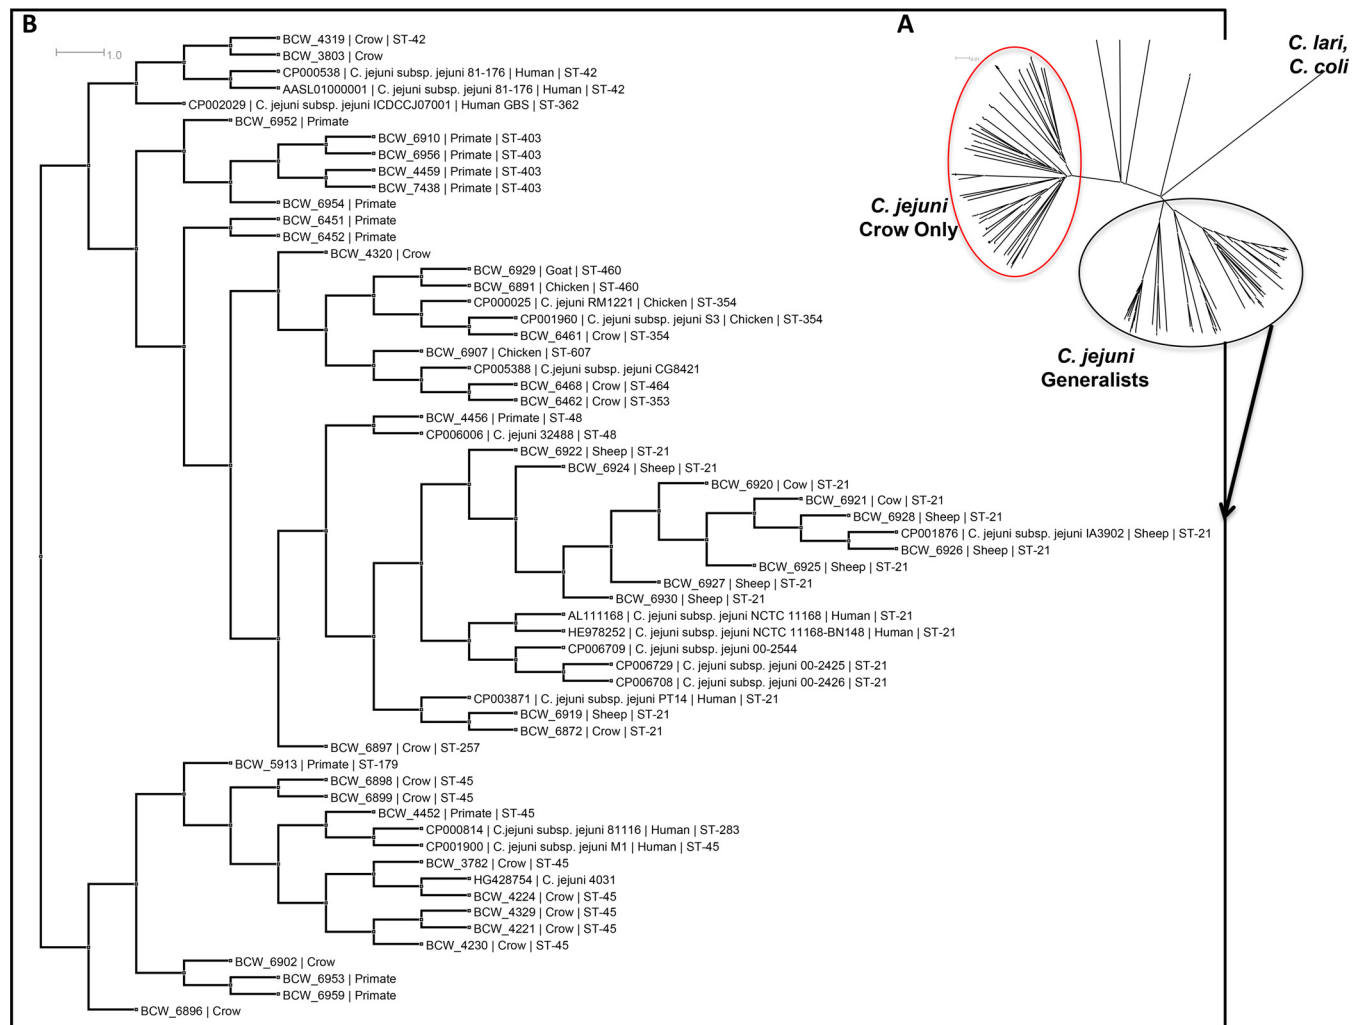 B
1.0
BCW_4319 | Crow | ST-42
BCW_3803 | Crow
CP000538 | C. jejuni subsp. jejuni 81-176 | Human | ST-42
AASL01000001 | C. jejuni subsp. jejuni 81-176 | Human | ST-42
CP002029 | C. jejuni subsp. jejuni ICDCCJ07001 | Human GBS | ST-362
BCW_6952 | Primate
BCW_6910 | Primate | ST-403
BCW_6956 | Primate | ST-403
BCW_4459 | Primate | ST-403
BCW_7438 | Primate | ST-403
BCW_6954 | Primate
BCW_6451 | Primate
BCW_6452 | Primate
BCW_4320 | Crow
BCW_6929 | Goat | ST-460
BCW_6891 | Chicken | ST-460
CP000025 | C. jejuni RM1221 | Chicken | ST-354
CP001960 | C. jejuni subsp. jejuni S3 | Chicken | ST-354
BCW_6461 | Crow | ST-354
BCW_6907 | Chicken | ST-607
CP005388 | C.jejuni subsp. jejuni CG8421
BCW_6468 | Crow | ST-464
BCW_6462 | Crow | ST-353
BCW_4456 | Primate | ST-48
CP006006 | C. jejuni 32488 | ST-48
BCW_6922 | Sheep | ST-21
BCW_6924 | Sheep | ST-21
BCW_6920 | Cow | ST-21
BCW_6921 | Cow | ST-21
BCW_6928 | Sheep | ST-21
CP001876 | C. jejuni subsp. jejuni IA3902 | Sheep | ST-21
BCW_6926 | Sheep | ST-21
BCW_6925 | Sheep | ST-21
BCW_6927 | Sheep | ST-21
BCW_6930 | Sheep | ST-21
AL111168 | C. jejuni subsp. jejuni NCTC 11168 | Human | ST-21
HE978252 | C. jejuni subsp. jejuni NCTC 11168-BN148 | Human | ST-21
CP006709 | C. jejuni subsp. jejuni 00-2544
CP006729 | C. jejuni subsp. jejuni 00-2425 | ST-21
CP006708 | C. jejuni subsp. jejuni 00-2426 | ST-21
CP003871 | C. jejuni subsp. jejuni PT14 | Human | ST-21
BCW_6919 | Sheep | ST-21
BCW_6872 | Crow | ST-21
BCW_6897 | Crow | ST-257
BCW_5913 | Primate | ST-179
BCW_6898 | Crow | ST-45
BCW_6899 | Crow | ST-45
BCW_4452 | Primate | ST-45
CP000814 | C.jejuni subsp. jejuni 81116 | Human | ST-283
CP001900 | C. jejuni subsp. jejuni M1 | Human | ST-45
BCW_3782 | Crow | ST-45
HG428754 | C. jejuni 4031
BCW_4224 | Crow | ST-45
BCW_4329 | Crow | ST-45
BCW_4221 | Crow | ST-45
BCW_4230 | Crow | ST-45
BCW_6902 | Crow
BCW_6953 | Primate
BCW_6959 | Primate
BCW_6896 | Crow
A
C. lari,
C. coli
C. jejuni
Crow Only
C. jejuni
Generalists